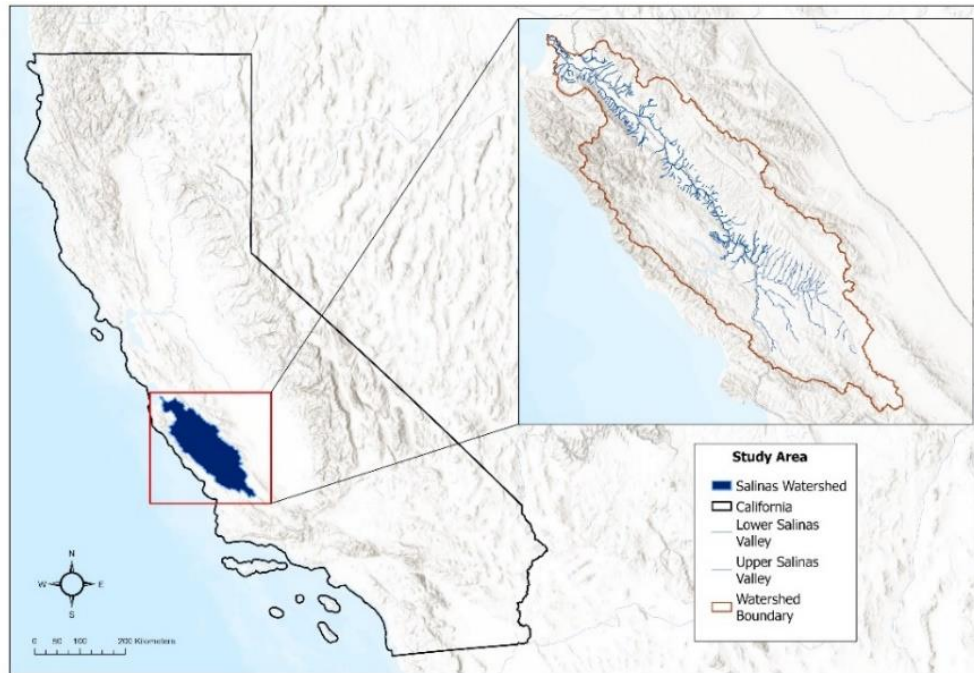 Study Area
Salinas Watershed
California
Lower Salinas
Valley
Upper Salinas
Valley
Watershed
Boundary
N
W E
S
0 50 100 200 Kilometers